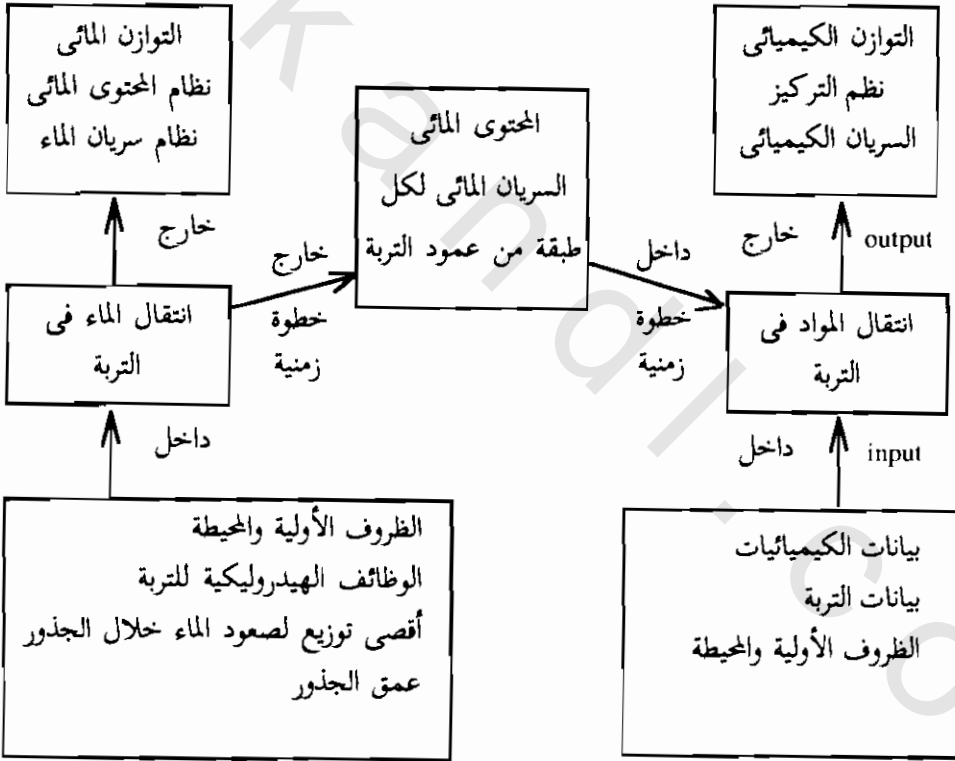 التوازن الكيميائى
نظم التركيز
السريان الكيميائى
التوازن المائى
نظام المحتوى المائى
نظام سريان الماء
المحتوى المائى
السريان المائى لكل
طبقة من عمود التربة
خارج output
خارج
داخل
خطوة
زمنية
خارج
خطوة
زمنية
انتقال المواد فى
التربة
انتقال الماء فى
التربة
داخل input
داخل
بيانات الكيميائيات
بيانات التربة
الظروف الأولية والمحيطة
الظروف الأولية والمحيطة
الوظائف الهيدروليكية للتربة
أقصى توزيع لصعود الماء خلال الجذور
عمق الجذور
kandl.co